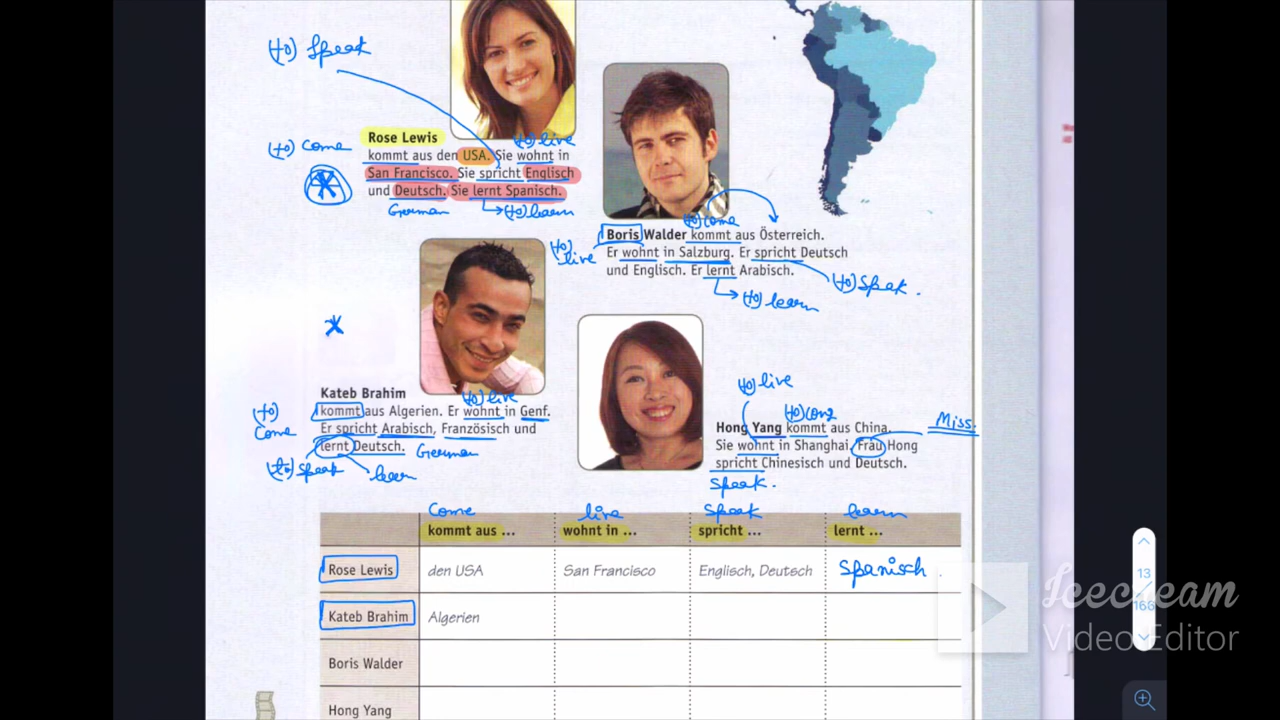 (to) Speak
(to) come
Rose Lewis
(to) live
kommt aus den USA. Sie wohnt in
San Francisco. Sie spricht Englisch
und Deutsch. Sie lernt Spanisch.
German
(to) learn
(to) come
(to) live
Boris Walder kommt aus Österreich.
Er wohnt in Salzburg. Er spricht Deutsch
und Englisch. Er lernt Arabisch.
(to) Speak.
(to) learn
Kateb Brahim
(to) live
(to) Come
kommt aus Algerien. Er wohnt in Genf.
Er spricht Arabisch, Französisch und
lernt Deutsch.
German
(to) speak
learn
(to) live
(to) come
Miss.
Hong Yang kommt aus China.
Sie wohnt in Shanghai. Frau Hong
spricht Chinesisch und Deutsch.
speak.
Come live Speak learn
kommt aus ... wohnt in ... spricht ... lernt ...
Rose Lewis den USA San Francisco Englisch, Deutsch Spanisch.
Kateb Brahim Algerien
Boris Walder
Hong Yang
13
166
Icecream
Video Editor